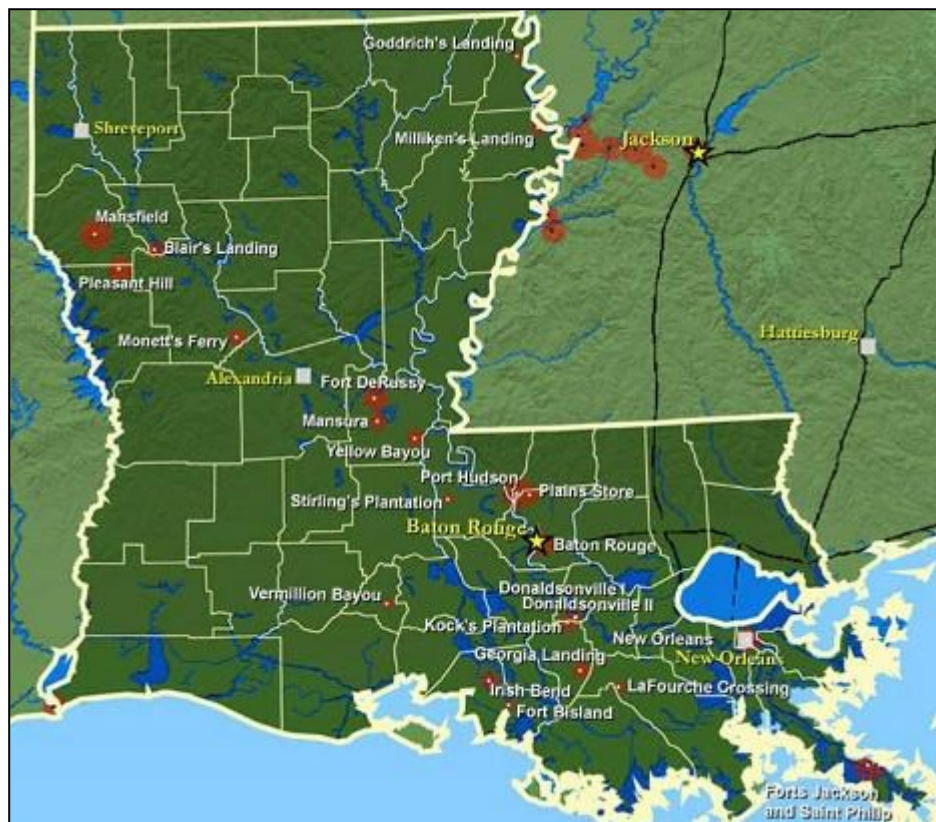 Goddrich's Landing
Shreveport
Milliken's Landing
Jackson
Mansfield
Blair's Landing
Pleasant Hill
Monett's Ferry
Hattiesburg
Alexandria
Fort DeRussy
Mansura
Yellow Bayou
Port Hudson
Plains Store
Stirling's Plantation
Baton Rouge
Baton Rouge
Donaldsonville I
Vermillion Bayou
Donaldsonville II
Kock's Plantation
New Orleans
New Orleans
Georgia Landing
Irish Bend
LaFourche Crossing
Fort Bisland
Forts Jackson
and Saint Philip